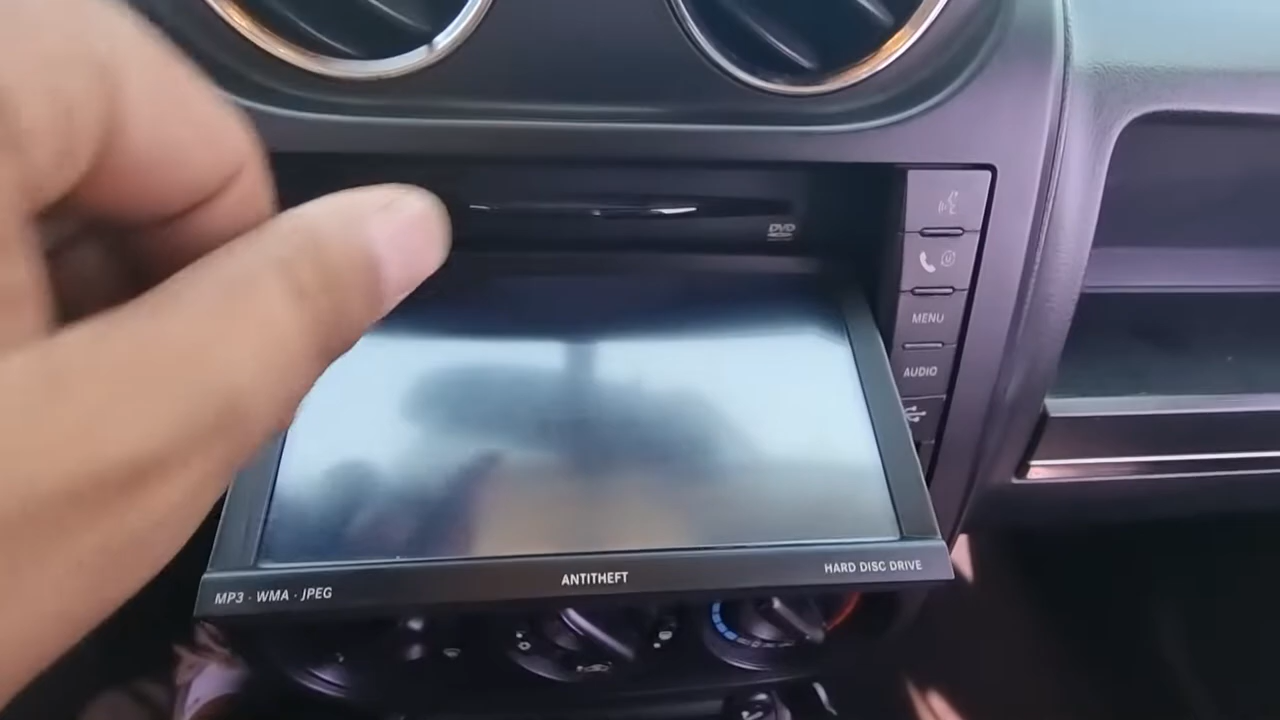 DVD
MENU
AUDIO
MP3 · WMA · JPEG
ANTITHEFT
HARD DISC DRIVE